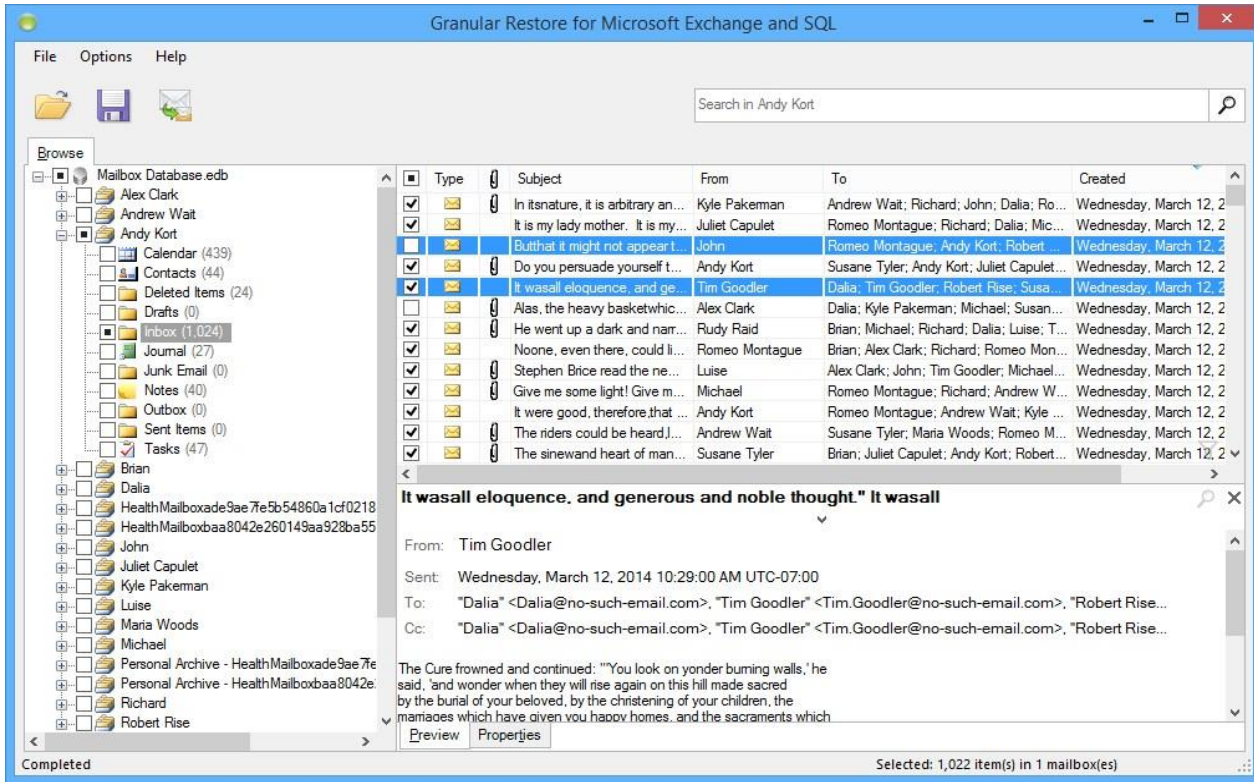 Granular Restore for Microsoft Exchange and SQL
File Options Help
Search in Andy Kort
Browse
Mailbox Database.edb
Alex Clark
Andrew Wait
Andy Kort
Calendar (439)
Contacts (44)
Deleted Items (24)
Drafts (0)
Inbox (1,024)
Journal (27)
Junk Email (0)
Notes (40)
Outbox (0)
Sent Items (0)
Tasks (47)
Brian
Dalia
HealthMailboxade9ae7fe5b54860a1cf0218
HealthMailboxbaa8042e260149aa928ba55
John
Juliet Capulet
Kyle Pakerman
Luise
Maria Woods
Michael
Personal Archive - HealthMailboxade9ae7fe
Personal Archive - HealthMailboxbaa8042e
Richard
Robert Rise
Type Subject From To Created
In itsnature, it is arbitrary an... Kyle Pakerman Andrew Wait; Richard; John; Dalia; Ro... Wednesday, March 12, 2
It is my lady mother. It is my... Juliet Capulet Romeo Montague; Richard; Dalia; Mic... Wednesday, March 12, 2
Butthat it might not appear t... John Romeo Montague; Andy Kort; Robert ... Wednesday, March 12, 2
Do you persuade yourself t... Andy Kort Susane Tyler; Andy Kort; Juliet Capulet... Wednesday, March 12, 2
It wasall eloquence, and ge... Tim Goodler Dalia; Tim Goodler; Robert Rise; Susa... Wednesday, March 12, 2
Alas, the heavy basketwhic... Alex Clark Dalia; Kyle Pakerman; Michael; Susan... Wednesday, March 12, 2
He went up a dark and narr... Rudy Raid Brian; Michael; Richard; Dalia; Luise; T... Wednesday, March 12, 2
Noone, even there, could li... Romeo Montague Brian; Alex Clark; Richard; Romeo Mon... Wednesday, March 12, 2
Stephen Brice read the ne... Luise Alex Clark; John; Tim Goodler; Michael... Wednesday, March 12, 2
Give me some light! Give m... Michael Romeo Montague; Richard; Andrew W... Wednesday, March 12, 2
It were good, therefore,that ... Andy Kort Romeo Montague; Andrew Wait; Kyle ... Wednesday, March 12, 2
The riders could be heard,l... Andrew Wait Susane Tyler; Maria Woods; Romeo M... Wednesday, March 12, 2
The sinewand heart of man... Susane Tyler Brian; Juliet Capulet; Andy Kort; Robert... Wednesday, March 12, 2
It wasall eloquence, and generous and noble thought." It wasall
From: Tim Goodler
Sent: Wednesday, March 12, 2014 10:29:00 AM UTC-07:00
To: "Dalia" <Dalia@no-such-email.com>, "Tim Goodler" <Tim.Goodler@no-such-email.com>, "Robert Rise...
Cc: "Dalia" <Dalia@no-such-email.com>, "Tim Goodler" <Tim.Goodler@no-such-email.com>, "Robert Rise...
The Cure frowned and continued: "'You look on yonder burning walls,' he
said, 'and wonder when they will rise again on this hill made sacred
by the burial of your beloved, by the christening of your children, the
marriages which have given you happy homes, and the sacraments which
Preview Properties
Completed Selected: 1,022 item(s) in 1 mailbox(es)